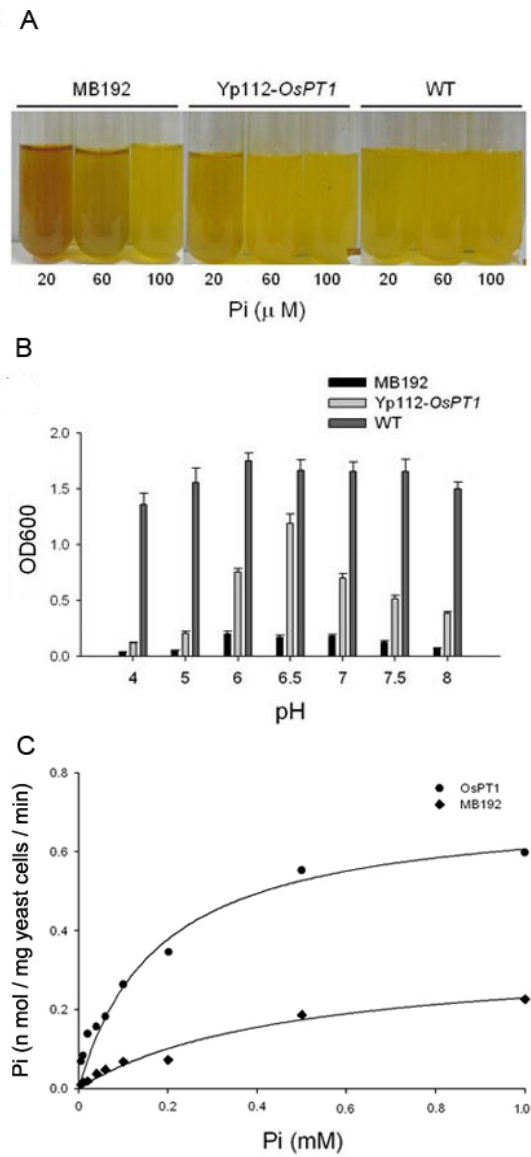 A
MB192 Yp112-OsPT1 WT
20 60 100 20 60 100 20 60 100
Pi (μ M)
B
MB192
Yp112-OsPT1
WT
2.0
1.5
1.0
0.5
0.0
OD600
4 5 6 6.5 7 7.5 8
pH
C
0.8
0.6
0.4
0.2
0.0
OsPT1
MB192
Pi (n mol / mg yeast cells / min)
0 0.2 0.4 0.6 0.8 1.0
Pi (mM)